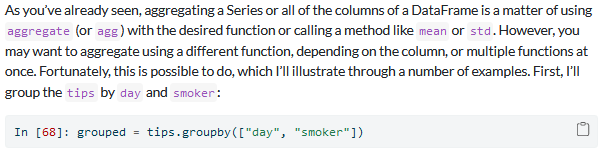 As you've already seen, aggregating a Series or all of the columns of a DataFrame is a matter of using
aggregate (or agg) with the desired function or calling a method like mean or std. However, you
may want to aggregate using a different function, depending on the column, or multiple functions at
once. Fortunately, this is possible to do, which I'll illustrate through a number of examples. First, I'll
group the tips by day and smoker:
In [68]: grouped = tips.groupby(["day", "smoker"])